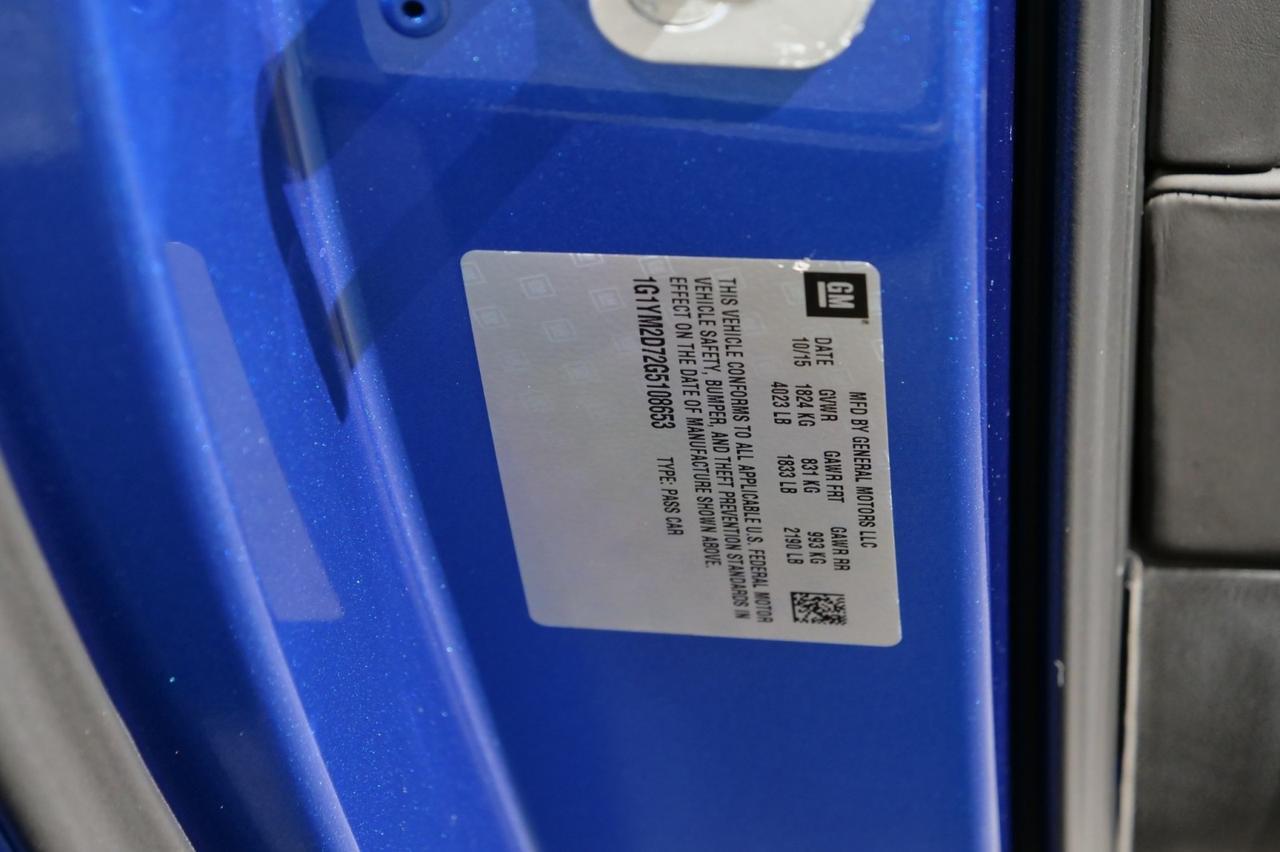 GM
MFD BY GENERAL MOTORS LLC
DATE GVWR GAWR FRT GAWR RR
10/15 1824 KG 831 KG 993 KG
4023 LB 1833 LB 2190 LB
THIS VEHICLE CONFORMS TO ALL APPLICABLE U.S. FEDERAL MOTOR
VEHICLE SAFETY, BUMPER, AND THEFT PREVENTION STANDARDS IN
EFFECT ON THE DATE OF MANUFACTURE SHOWN ABOVE.
1G1YM2D72G5108653 TYPE: PASS CAR